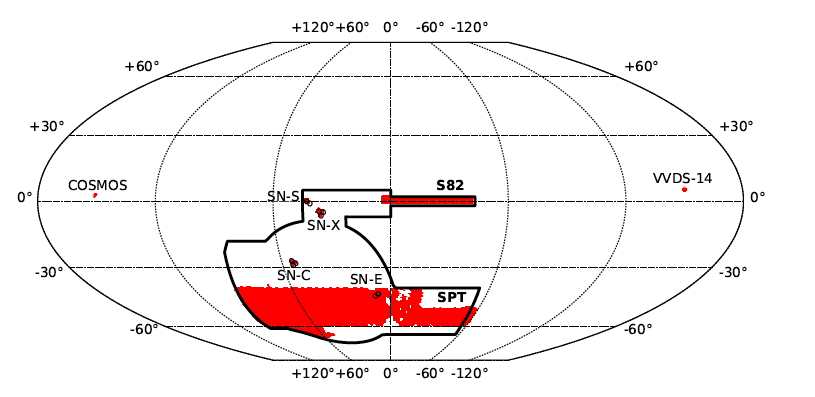 +120° +60° 0° -60° -120°
+60° +60°
+30° +30°
COSMOS S82 VVDS-14
0° SN-S 0°
SN-X
-30° SN-C SN-E -30°
SPT
-60° -60°
+120° +60° 0° -60° -120°